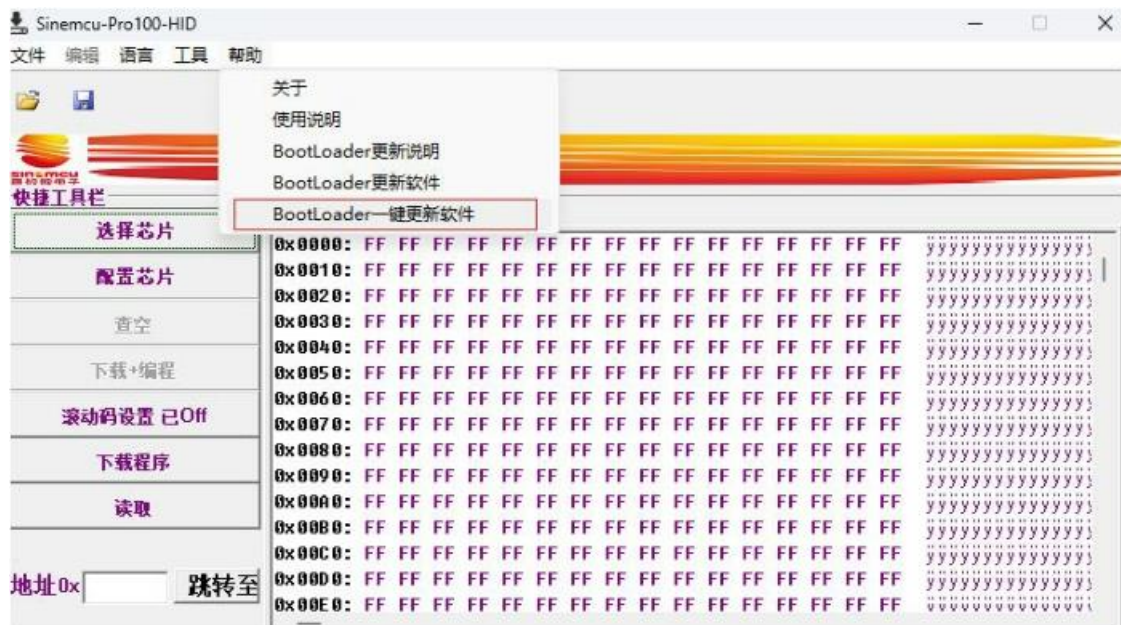 Sinemcu-Pro100-HID
文件 编辑 语言 工具 帮助
关于
使用说明
BootLoader更新说明
BootLoader更新软件
BootLoader一键更新软件
sinomcu
快捷工具栏
选择芯片
配置芯片
查空
下载+编程
滚动码设置 已Off
下载程序
读取
地址0x
跳转至
0x0000: FF FF FF FF FF FF FF FF FF FF FF FF FF FF FF FF ÿÿÿÿÿÿÿÿÿÿÿÿÿÿÿ
0x0010: FF FF FF FF FF FF FF FF FF FF FF FF FF FF FF FF ÿÿÿÿÿÿÿÿÿÿÿÿÿÿÿ
0x0020: FF FF FF FF FF FF FF FF FF FF FF FF FF FF FF FF ÿÿÿÿÿÿÿÿÿÿÿÿÿÿÿ
0x0030: FF FF FF FF FF FF FF FF FF FF FF FF FF FF FF FF ÿÿÿÿÿÿÿÿÿÿÿÿÿÿÿ
0x0040: FF FF FF FF FF FF FF FF FF FF FF FF FF FF FF FF ÿÿÿÿÿÿÿÿÿÿÿÿÿÿÿ
0x0050: FF FF FF FF FF FF FF FF FF FF FF FF FF FF FF FF ÿÿÿÿÿÿÿÿÿÿÿÿÿÿÿ
0x0060: FF FF FF FF FF FF FF FF FF FF FF FF FF FF FF FF ÿÿÿÿÿÿÿÿÿÿÿÿÿÿÿ
0x0070: FF FF FF FF FF FF FF FF FF FF FF FF FF FF FF FF ÿÿÿÿÿÿÿÿÿÿÿÿÿÿÿ
0x0080: FF FF FF FF FF FF FF FF FF FF FF FF FF FF FF FF ÿÿÿÿÿÿÿÿÿÿÿÿÿÿÿ
0x0090: FF FF FF FF FF FF FF FF FF FF FF FF FF FF FF FF ÿÿÿÿÿÿÿÿÿÿÿÿÿÿÿ
0x00A0: FF FF FF FF FF FF FF FF FF FF FF FF FF FF FF FF ÿÿÿÿÿÿÿÿÿÿÿÿÿÿÿ
0x00B0: FF FF FF FF FF FF FF FF FF FF FF FF FF FF FF FF ÿÿÿÿÿÿÿÿÿÿÿÿÿÿÿ
0x00C0: FF FF FF FF FF FF FF FF FF FF FF FF FF FF FF FF ÿÿÿÿÿÿÿÿÿÿÿÿÿÿÿ
0x00D0: FF FF FF FF FF FF FF FF FF FF FF FF FF FF FF FF ÿÿÿÿÿÿÿÿÿÿÿÿÿÿÿ
0x00E0: FF FF FF FF FF FF FF FF FF FF FF FF FF FF FF FF